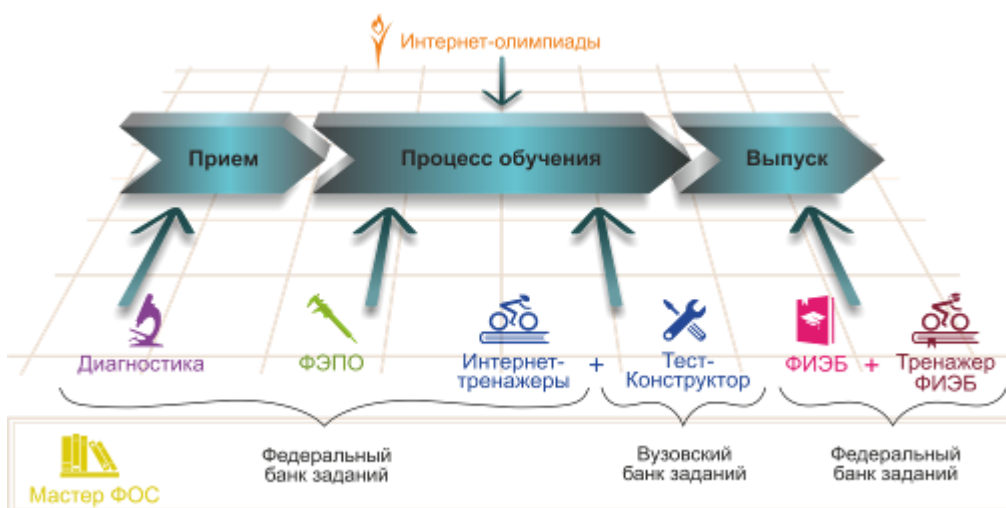 Интернет-олимпиады
Прием
Процесс обучения
Выпуск
Диагностика
ФЭПО
Интернет-
тренажеры
+
Тест-
Конструктор
ФИЭБ
+
Тренажер
ФИЭБ
Федеральный
банк заданий
Вузовский
банк заданий
Федеральный
банк заданий
Мастер ФОС